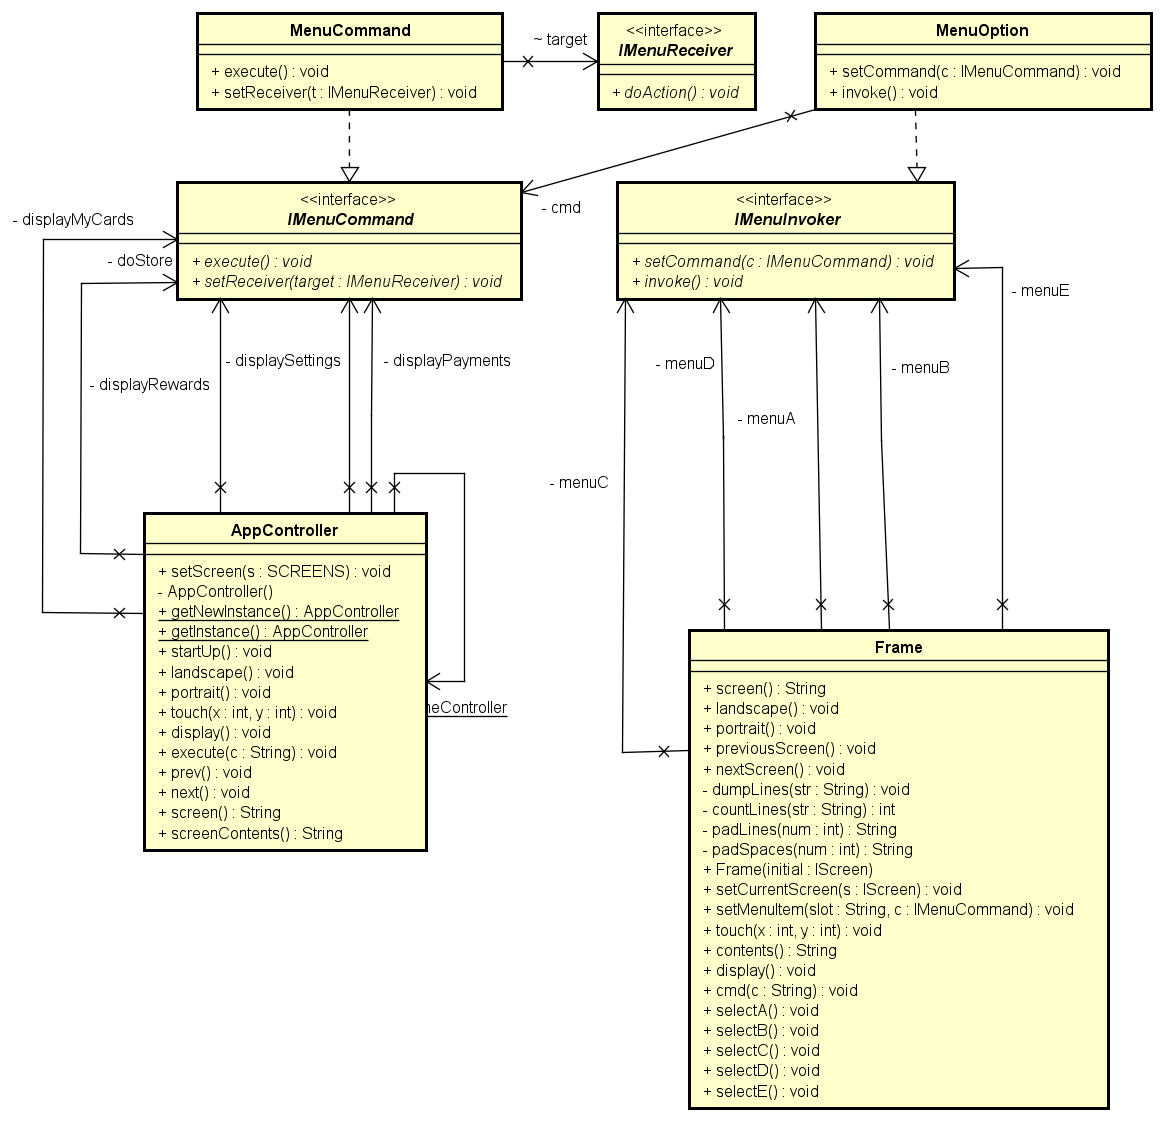 MenuCommand
+ execute() : void
+ setReceiver(t : IMenuReceiver) : void
~ target
<<interface>>
IMenuReceiver
+ doAction() : void
MenuOption
+ setCommand(c : IMenuCommand) : void
+ invoke() : void
- cmd
<<interface>>
IMenuCommand
+ execute() : void
+ setReceiver(target : IMenuReceiver) : void
<<interface>>
IMenuInvoker
+ setCommand(c : IMenuCommand) : void
+ invoke() : void
- displayMyCards
- doStore
- displayRewards
- displaySettings
- displayPayments
- menuE
- menuD
- menuB
- menuA
- menuC
AppController
+ setScreen(s : SCREENS) : void
- AppController()
+ getNewInstance() : AppController
+ getInstance() : AppController
+ startUp() : void
+ landscape() : void
+ portrait() : void
+ touch(x : int, y : int) : void
+ display() : void
+ execute(c : String) : void
+ prev() : void
+ next() : void
+ screen() : String
+ screenContents() : String
eController
Frame
+ screen() : String
+ landscape() : void
+ portrait() : void
+ previousScreen() : void
+ nextScreen() : void
- dumpLines(str : String) : void
- countLines(str : String) : int
- padLines(num : int) : String
- padSpaces(num : int) : String
+ Frame(initial : IScreen)
+ setCurrentScreen(s : IScreen) : void
+ setMenuItem(slot : String, c : IMenuCommand) : void
+ touch(x : int, y : int) : void
+ contents() : String
+ display() : void
+ cmd(c : String) : void
+ selectA() : void
+ selectB() : void
+ selectC() : void
+ selectD() : void
+ selectE() : void